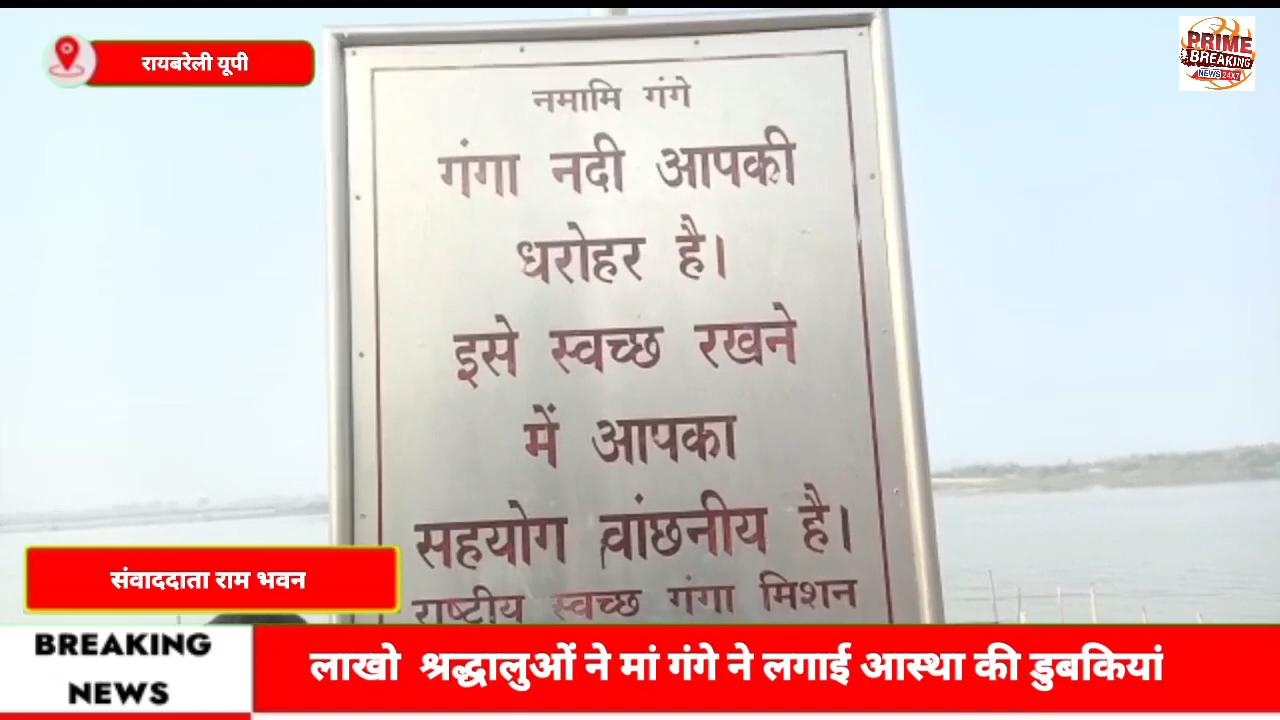 रायबरेली यूपी
PRIME
BREAKING
NEWS 24X7
नमामि गंगे
गंगा नदी आपकी
धरोहर है।
इसे स्वच्छ रखने
में आपका
सहयोग वांछनीय है।
राष्टीय स्वच्छ गंगा मिशन
संवाददाता राम भवन
BREAKING
NEWS
लाखो श्रद्धालुओं ने मां गंगे ने लगाई आस्था की डुबकियां